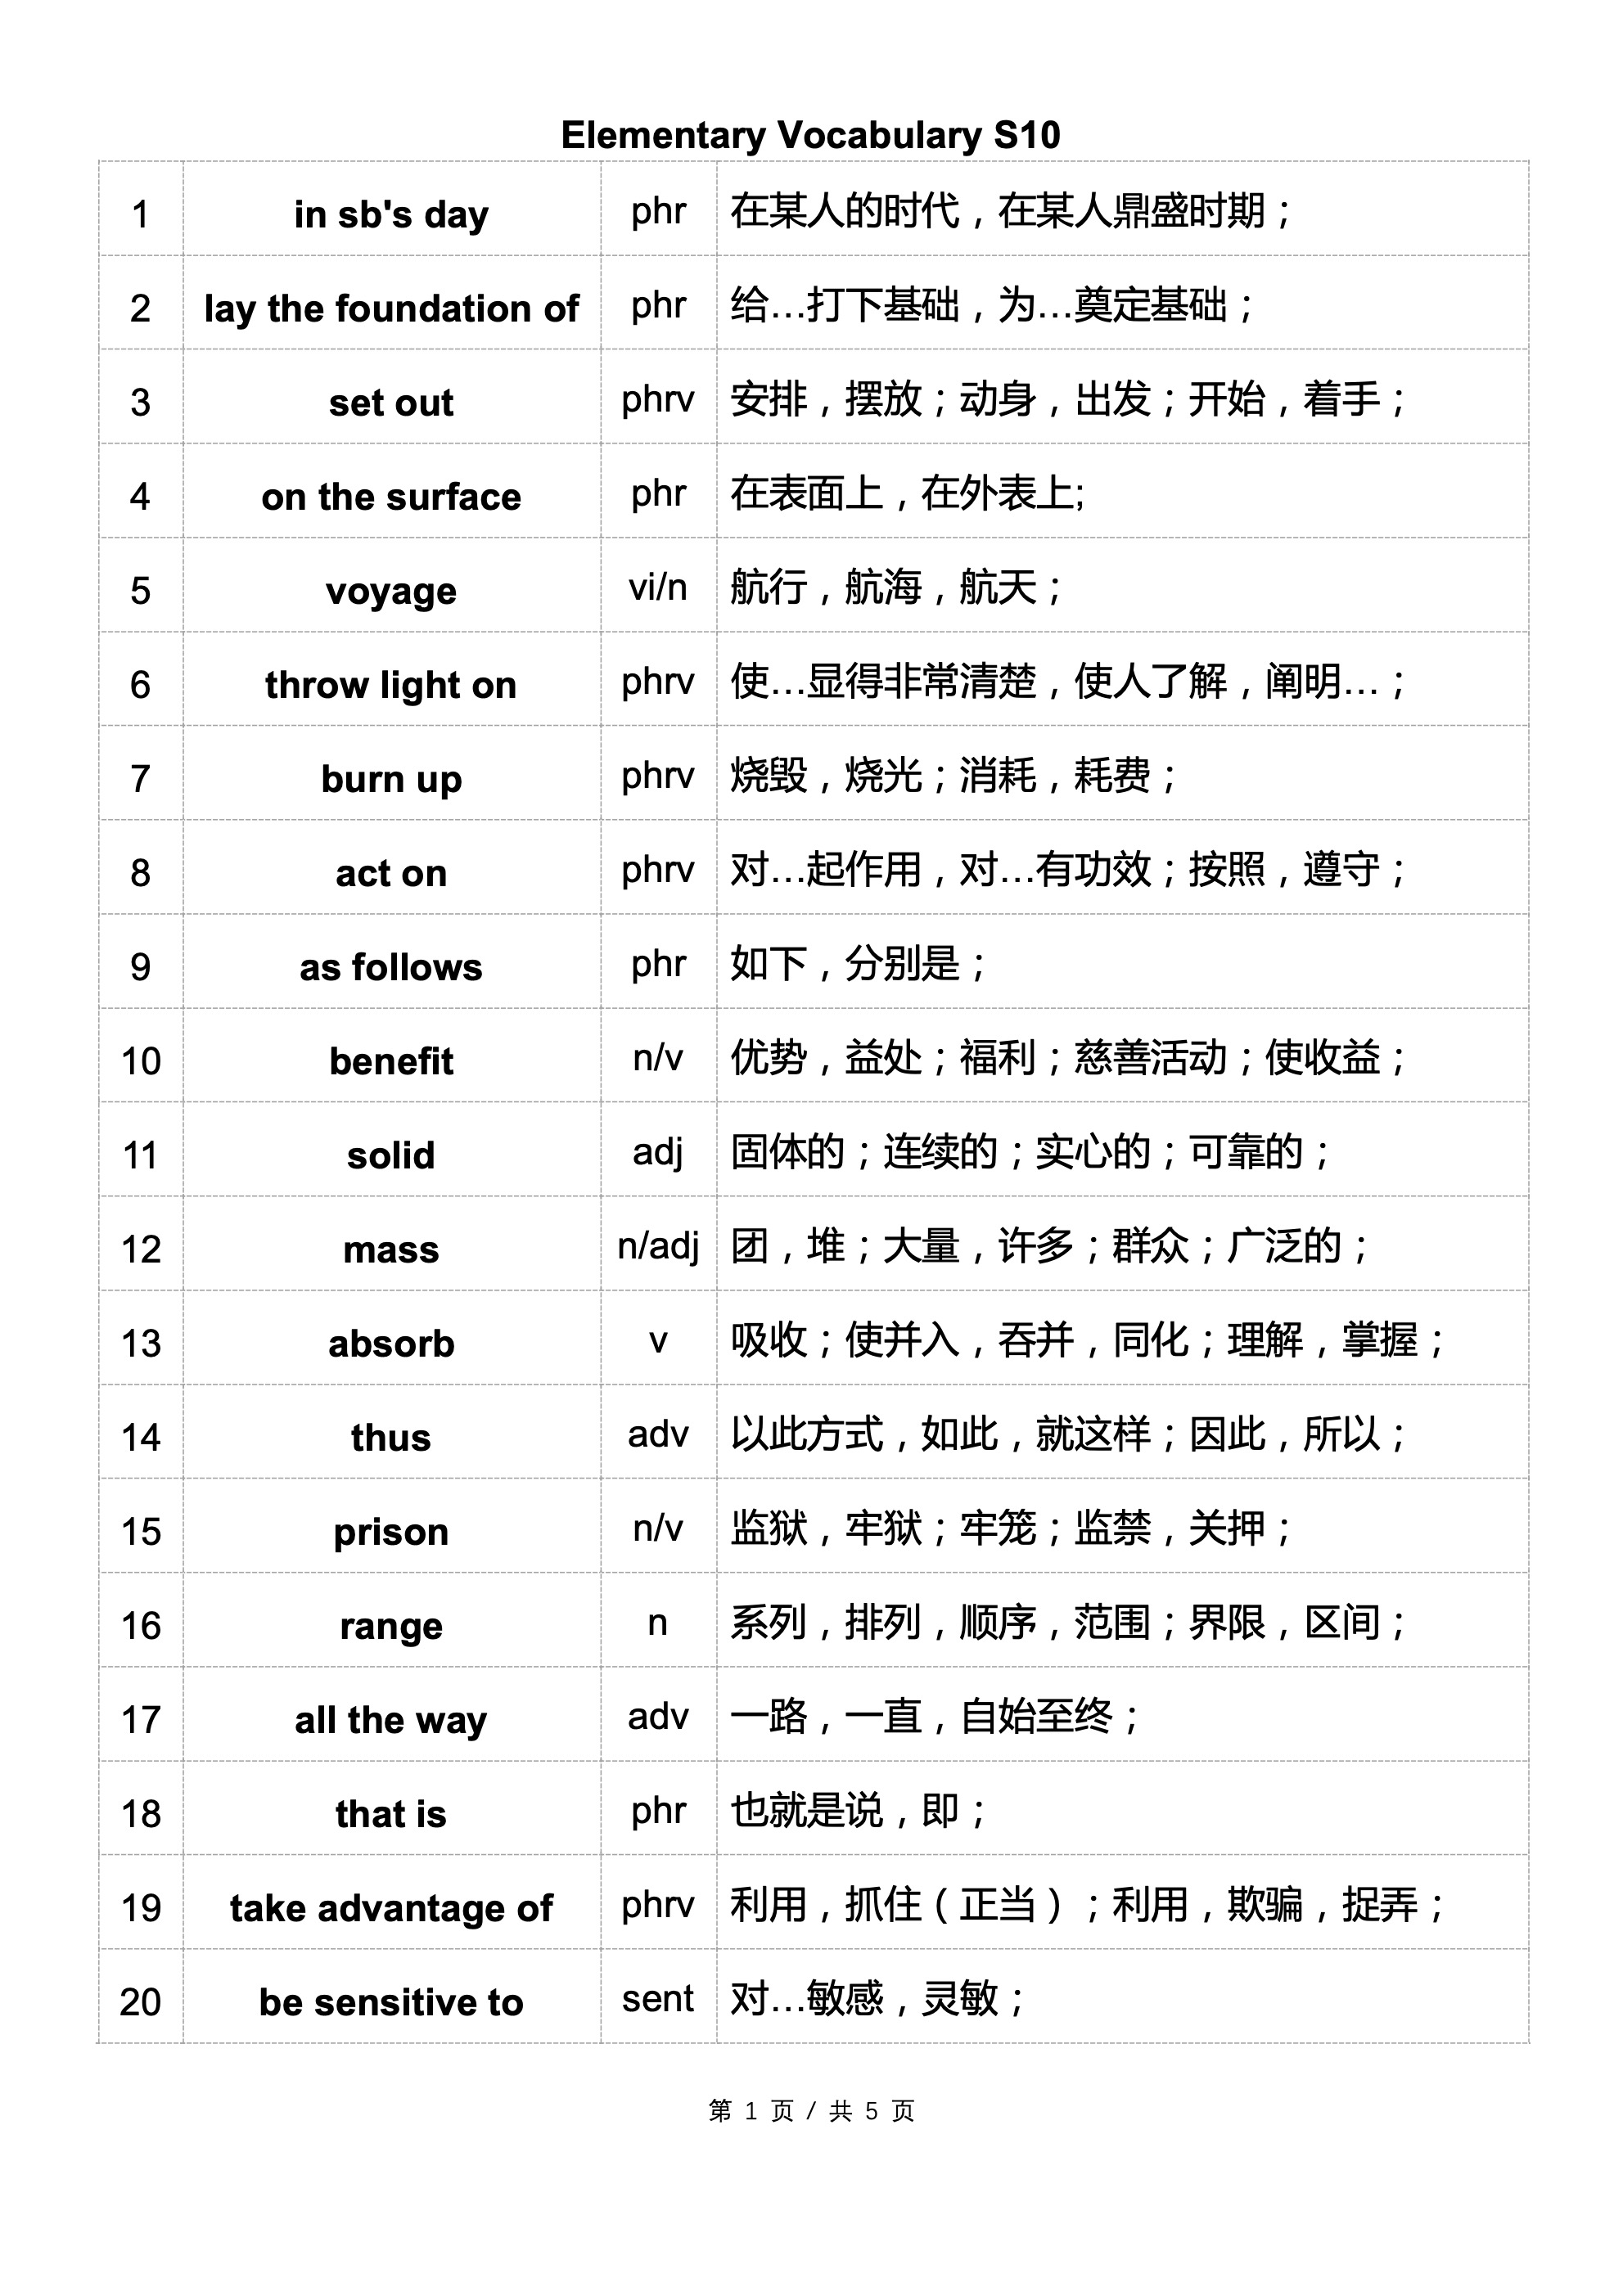 Elementary Vocabulary S10
1 in sb's day phr 在某人的时代，在某人鼎盛时期；
2 lay the foundation of phr 给…打下基础，为…奠定基础；
3 set out phrv 安排，摆放；动身，出发；开始，着手；
4 on the surface phr 在表面上，在外表上;
5 voyage vi/n 航行，航海，航天；
6 throw light on phrv 使…显得非常清楚，使人了解，阐明…；
7 burn up phrv 烧毁，烧光；消耗，耗费；
8 act on phrv 对…起作用，对…有功效；按照，遵守；
9 as follows phr 如下，分别是；
10 benefit n/v 优势，益处；福利；慈善活动；使收益；
11 solid adj 固体的；连续的；实心的；可靠的；
12 mass n/adj 团，堆；大量，许多；群众；广泛的；
13 absorb v 吸收；使并入，吞并，同化；理解，掌握；
14 thus adv 以此方式，如此，就这样；因此，所以；
15 prison n/v 监狱，牢狱；牢笼；监禁，关押；
16 range n 系列，排列，顺序，范围；界限，区间；
17 all the way adv 一路，一直，自始至终；
18 that is phr 也就是说，即；
19 take advantage of phrv 利用，抓住（正当）；利用，欺骗，捉弄；
20 be sensitive to sent 对…敏感，灵敏；
第 1 页 / 共 5 页